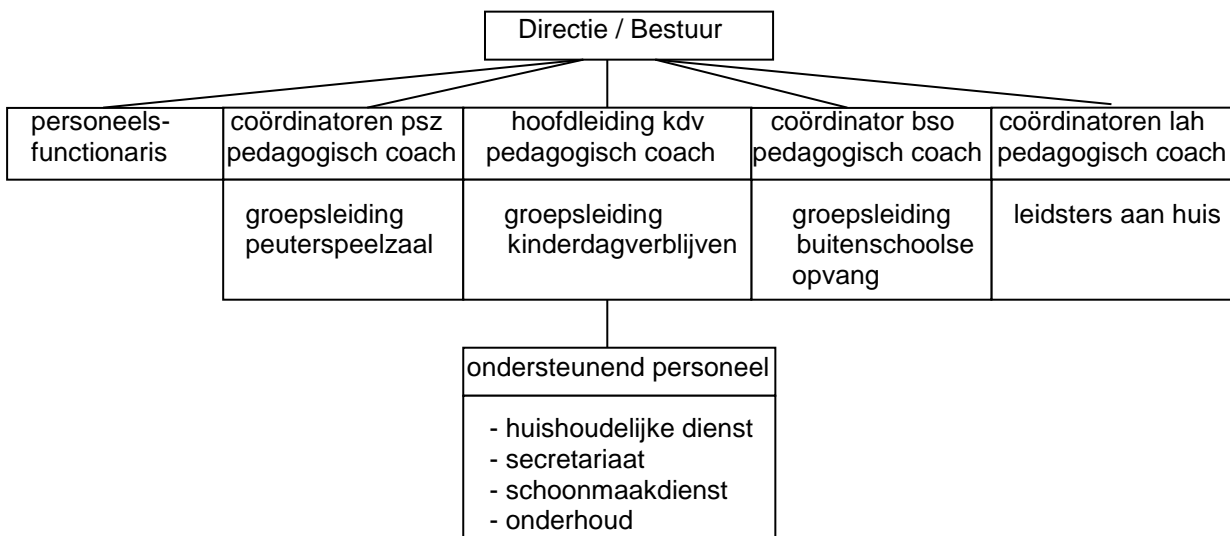 Directie / Bestuur
personeels-
functionaris
coördinatoren psz
pedagogisch coach
hoofdleiding kdv
pedagogisch coach
coördinator bso
pedagogisch coach
coördinatoren lah
pedagogisch coach
groepsleiding
peuterspeelzaal
groepsleiding
kinderdagverblijven
groepsleiding
buitenschoolse
opvang
leidsters aan huis
ondersteunend personeel
- huishoudelijke dienst
- secretariaat
- schoonmaakdienst
- onderhoud